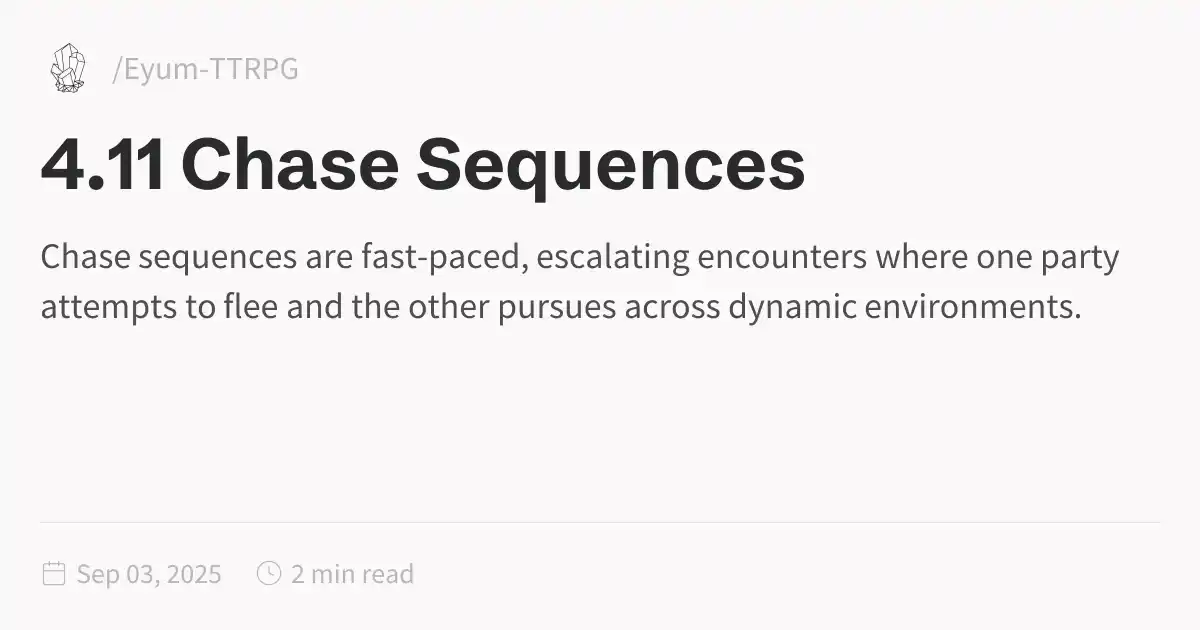 /Eyum-TTRPG
4.11 Chase Sequences
Chase sequences are fast-paced, escalating encounters where one party
attempts to flee and the other pursues across dynamic environments.
Sep 03, 2025 2 min read